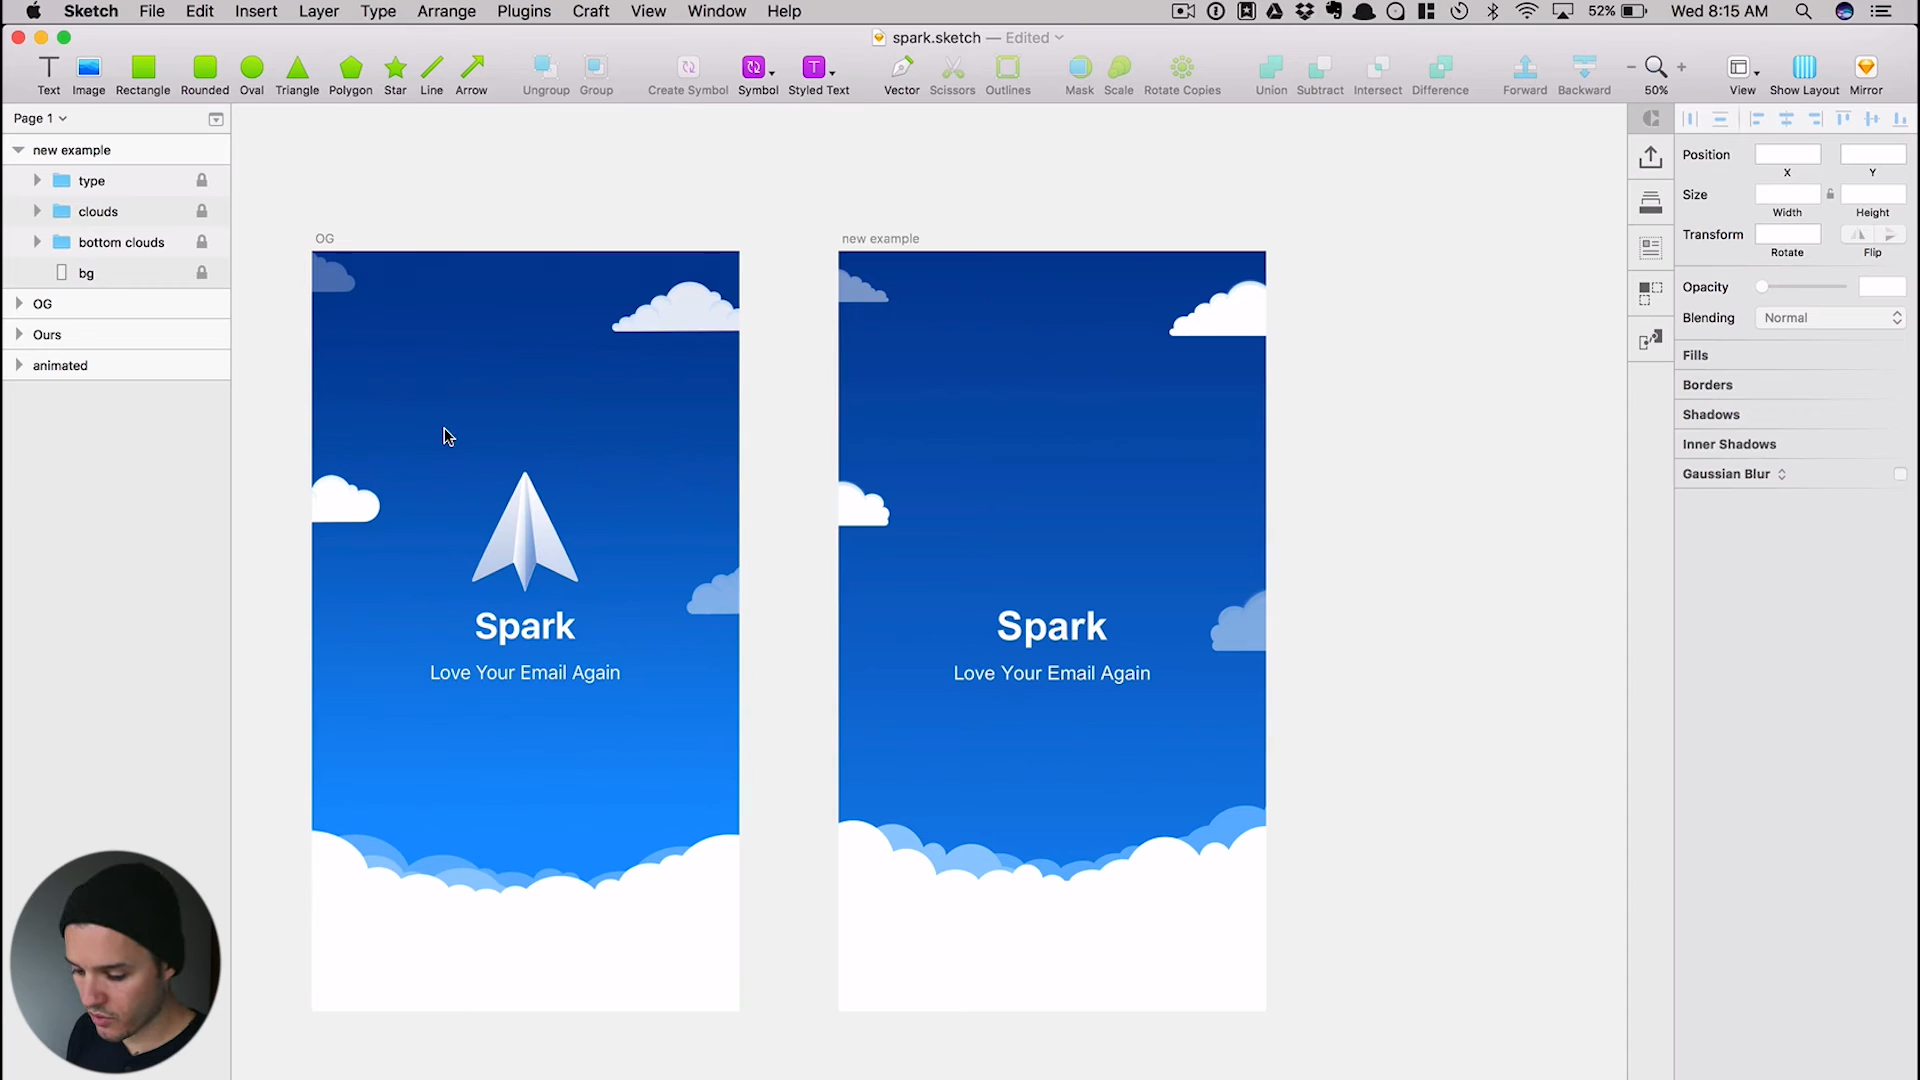 Sketch File Edit Insert Layer Type Arrange Plugins Craft View Window Help 52% Wed 8:15 AM
spark.sketch — Edited
Text Image Rectangle Rounded Oval Triangle Polygon Star Line Arrow Ungroup Group Create Symbol Symbol Styled Text Vector Scissors Outlines Mask Scale Rotate Copies Union Subtract Intersect Difference Forward Backward 50% View Show Layout Mirror
Page 1
new example
type
clouds
bottom clouds
bg
OG
Ours
animated
OG
Spark
Love Your Email Again
new example
Spark
Love Your Email Again
Position
X Y
Size
Width Height
Transform
Rotate Flip
Opacity
Blending Normal
Fills
Borders
Shadows
Inner Shadows
Gaussian Blur